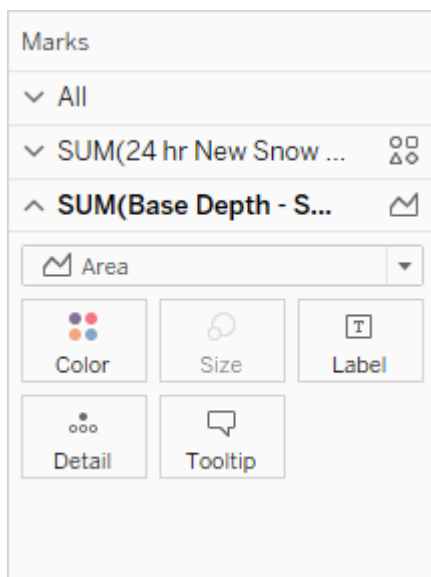 Marks
All
SUM(24 hr New Snow ...
SUM(Base Depth - S...
Area
Color Size Label
Detail Tooltip